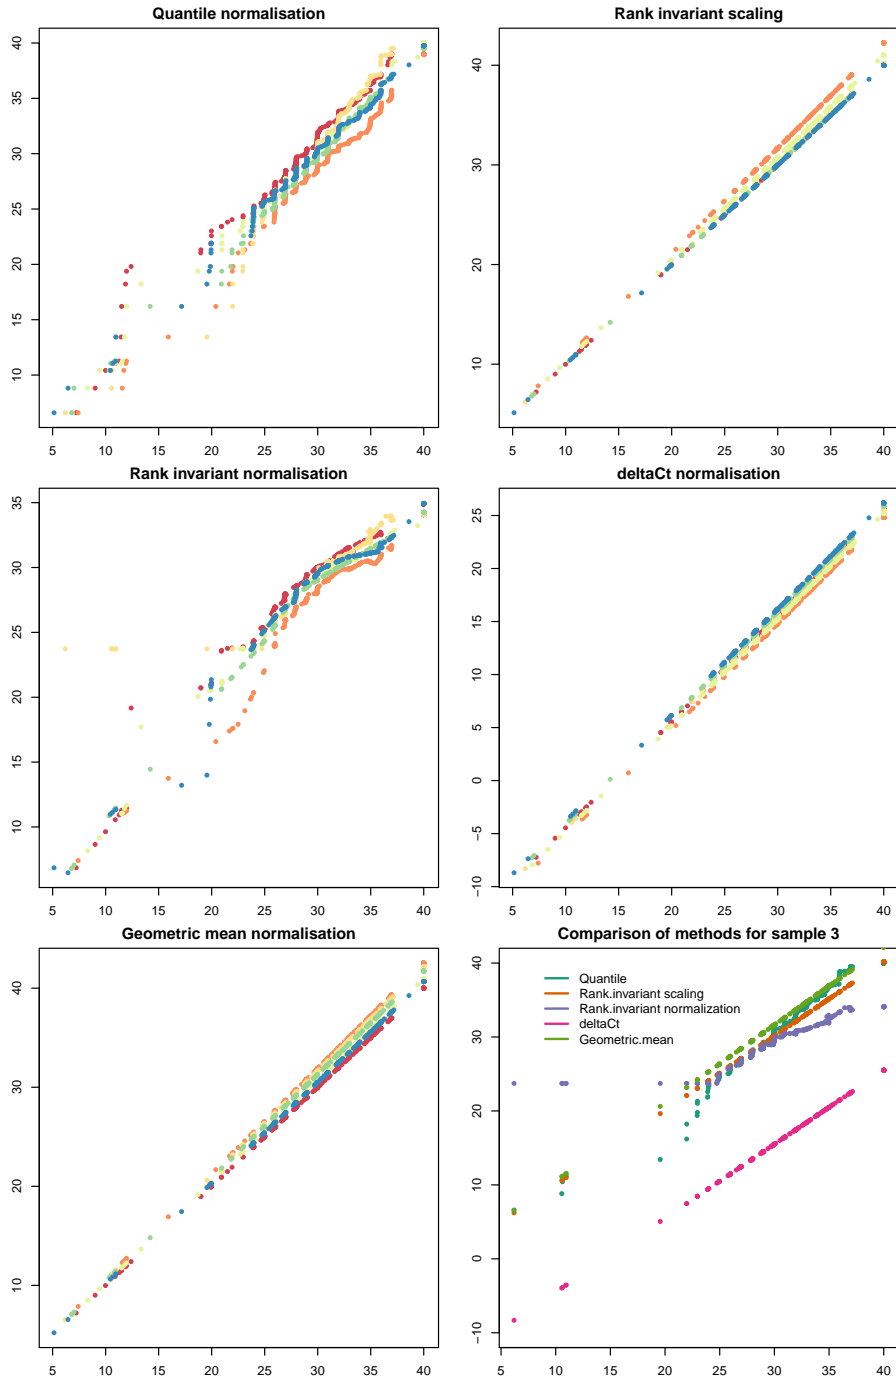 Quantile normalisation
40
35
30
25
20
15
10
5 10 15 20 25 30 35 40
Rank invariant scaling
40
30
20
10
5 10 15 20 25 30 35 40
Rank invariant normalisation
35
30
25
20
15
10
5 10 15 20 25 30 35 40
deltaCt normalisation
25
20
15
10
5
0
−5
−10
5 10 15 20 25 30 35 40
Geometric mean normalisation
40
30
20
10
5 10 15 20 25 30 35 40
Comparison of methods for sample 3
40
30
20
10
0
−10
Quantile
Rank.invariant scaling
Rank.invariant normalization
deltaCt
Geometric.mean
5 10 15 20 25 30 35 40